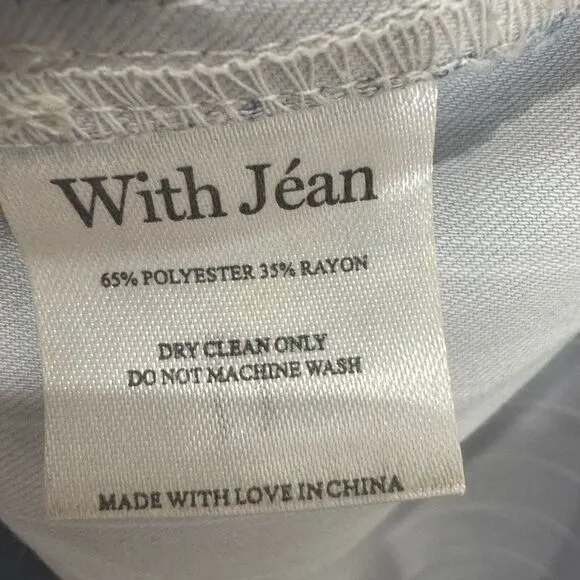 With Jéan
65% POLYESTER 35% RAYON
DRY CLEAN ONLY
DO NOT MACHINE WASH
MADE WITH LOVE IN CHINA